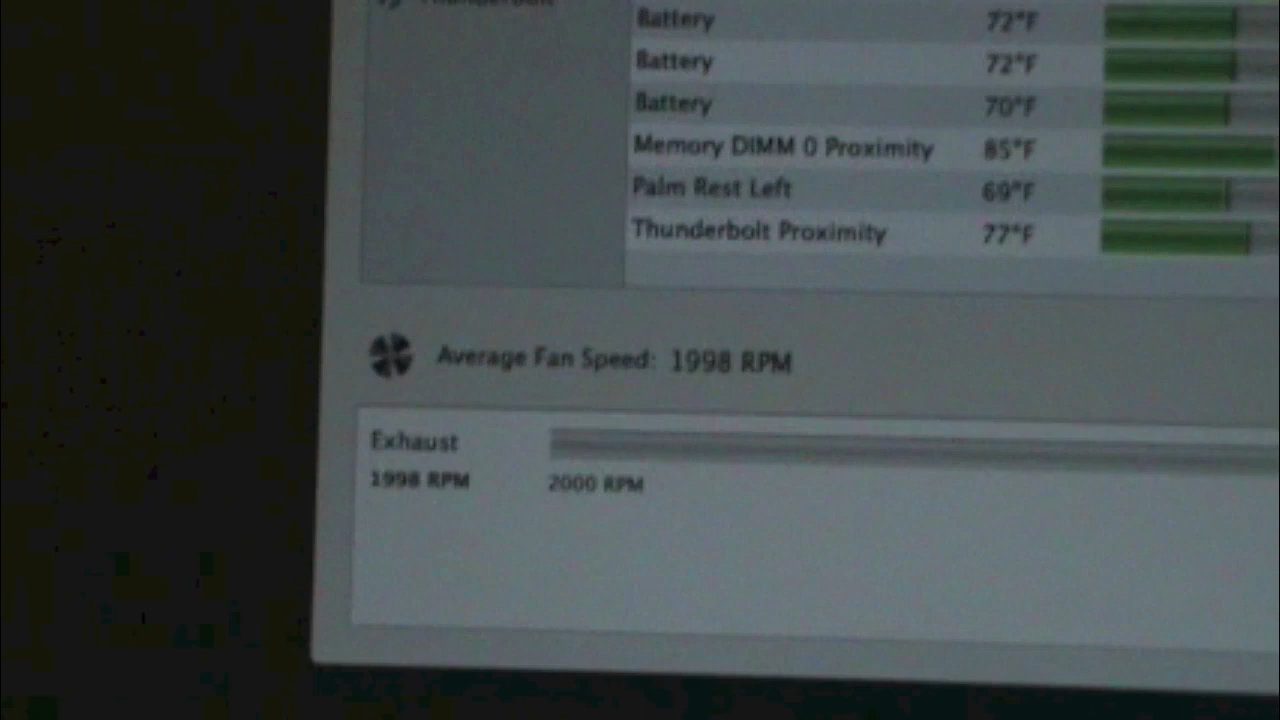 Thunderbolt
Battery 72°F
Battery 72°F
Battery 70°F
Memory DIMM 0 Proximity 85°F
Palm Rest Left 69°F
Thunderbolt Proximity 77°F
Average Fan Speed: 1998 RPM
Exhaust
1998 RPM 2000 RPM